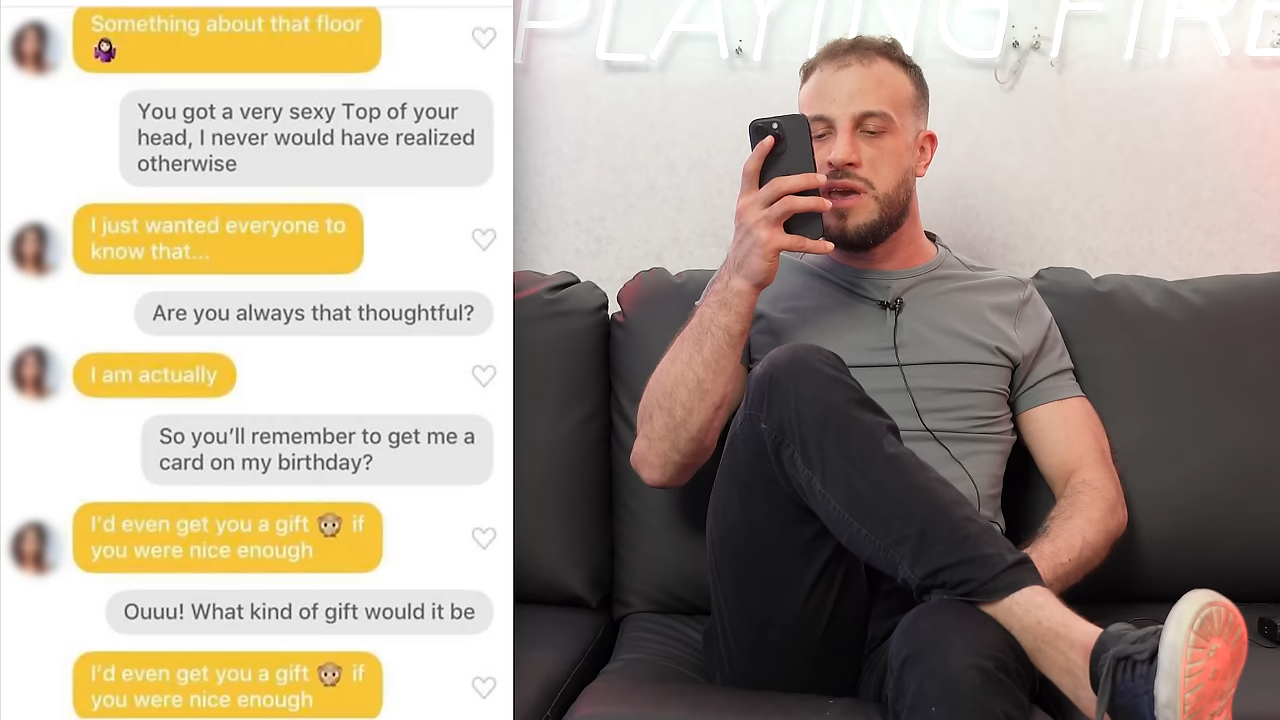 Something about that floor
🤷🏻‍♀️
You got a very sexy Top of your
head, I never would have realized
otherwise
I just wanted everyone to
know that...
Are you always that thoughtful?
I am actually
So you'll remember to get me a
card on my birthday?
I'd even get you a gift 🙊 if
you were nice enough
Ouuu! What kind of gift would it be
I'd even get you a gift 🙊 if
you were nice enough
PLAYING FIRE